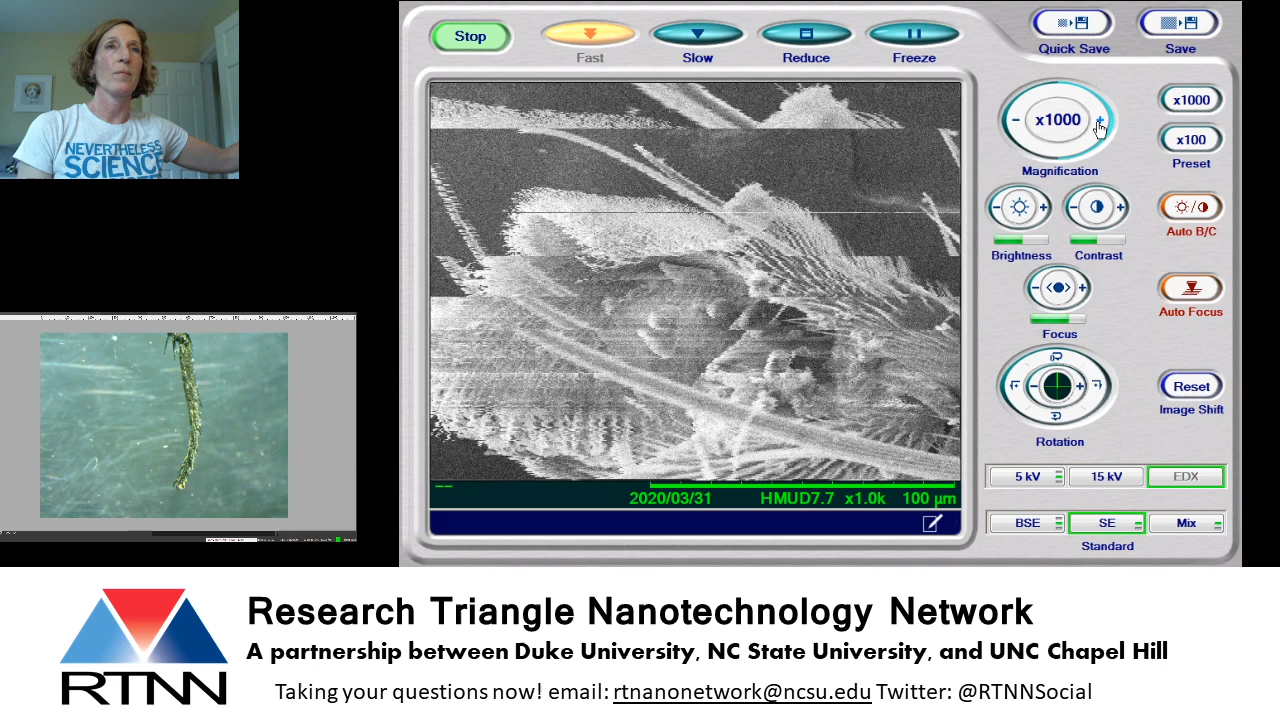 NEVERTHELESS
SCIENCE
Stop
Fast
Slow
Reduce
Freeze
Quick Save
Save
x1000
Magnification
x1000
x100
Preset
Brightness
Contrast
Auto B/C
Focus
Auto Focus
Rotation
Reset
Image Shift
5 kV
15 kV
EDX
BSE
SE
Mix
Standard
2020/03/31 HMUD7.7 x1.0k 100 µm
RTNN
Research Triangle Nanotechnology Network
A partnership between Duke University, NC State University, and UNC Chapel Hill
Taking your questions now! email: rtnanonetwork@ncsu.edu Twitter: @RTNNSocial